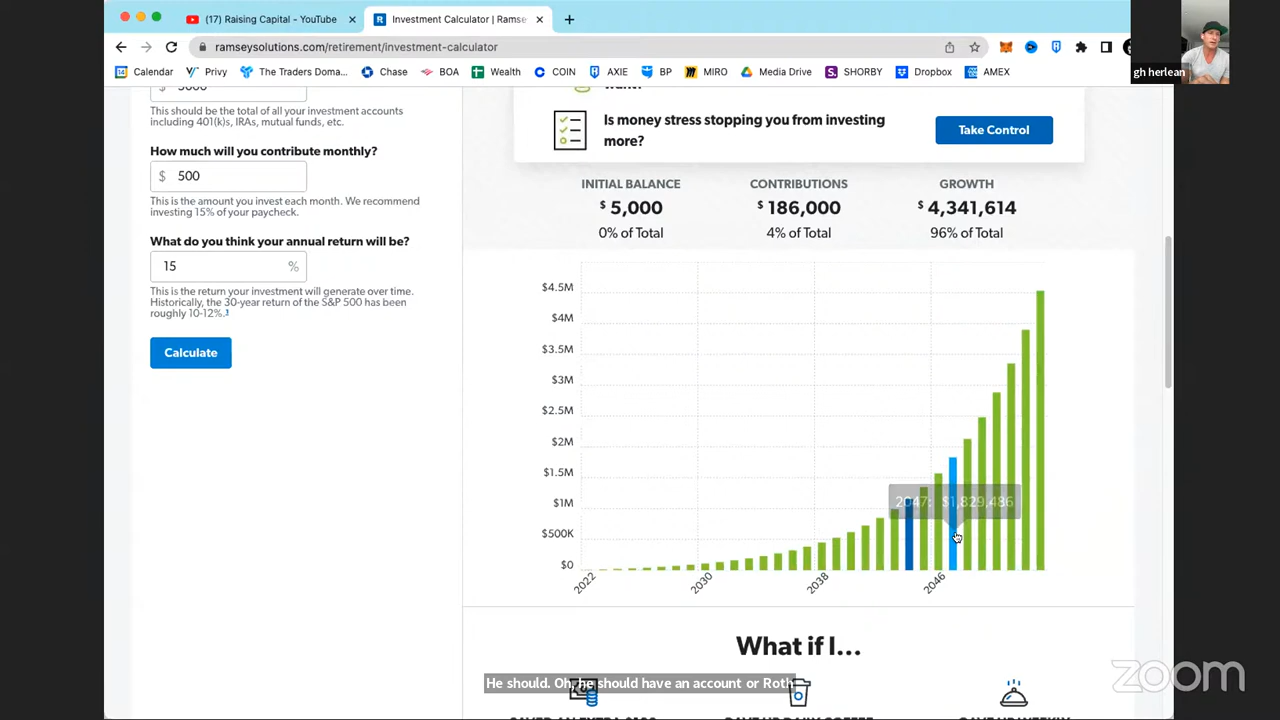 (17) Raising Capital - YouTube
Investment Calculator | Ramse
ramseysolutions.com/retirement/investment-calculator
gh herlean
Calendar Privy The Traders Doma... Chase BOA Wealth COIN AXIE BP MIRO Media Drive SHORBY Dropbox AMEX
This should be the total of all your investment accounts
including 401(k)s, IRAs, mutual funds, etc.
How much will you contribute monthly?
$ 500
This is the amount you invest each month. We recommend
investing 15% of your paycheck.
What do you think your annual return will be?
15 %
This is the return your investment will generate over time.
Historically, the 30-year return of the S&P 500 has been
roughly 10-12%.1
Calculate
Is money stress stopping you from investing
more?
Take Control
INITIAL BALANCE
$ 5,000
0% of Total
CONTRIBUTIONS
$ 186,000
4% of Total
GROWTH
$ 4,341,614
96% of Total
$4.5M
$4M
$3.5M
$3M
$2.5M
$2M
$1.5M
$1M
$500K
$0
2047: $1,829,486
2022 2030 2038 2046
What if I...
He should. Oh, he should have an account or Roth
zoom